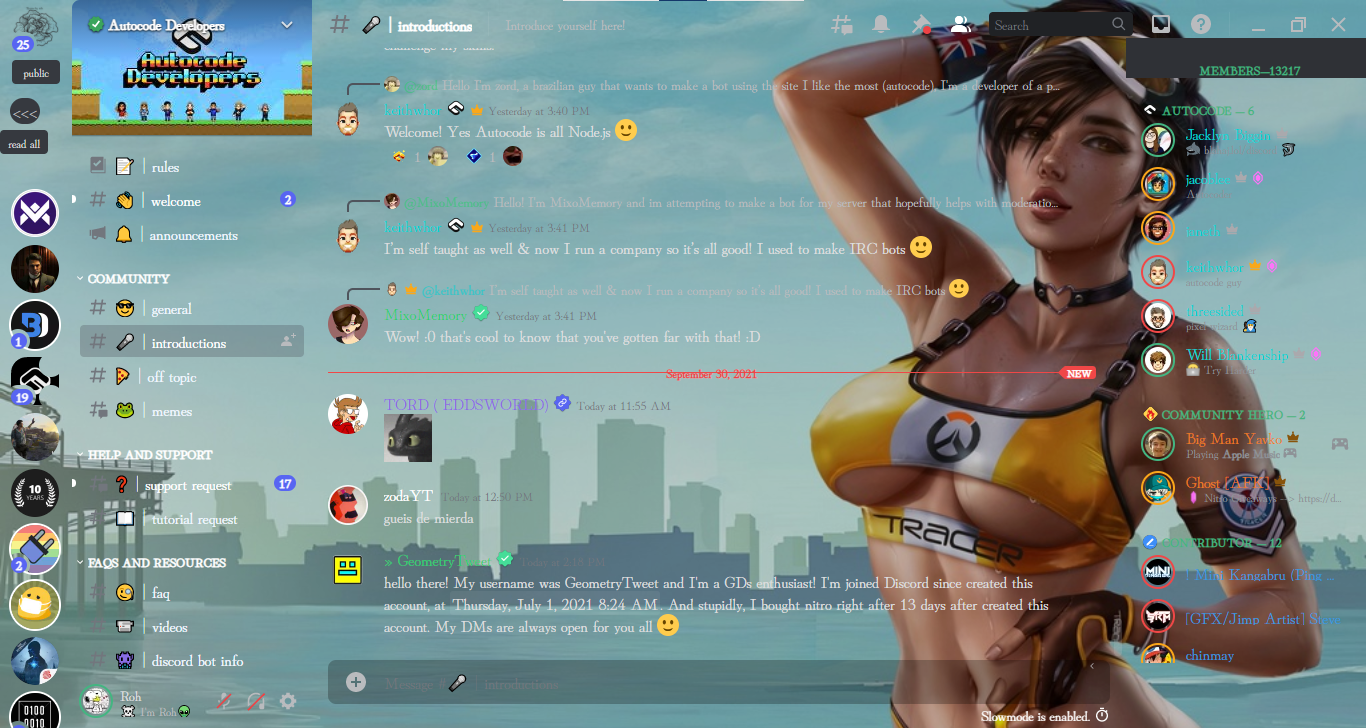 25
public
<<<
read all
1
19
10
YEARS
2
0100
0010
Autocode Developers
Autocode
Developers
rules
welcome
2
announcements
COMMUNITY
general
introductions
off topic
memes
HELP AND SUPPORT
support request
17
tutorial request
FAQS AND RESOURCES
faq
videos
discord bot info
Roh
I'm Roh
introductions
Introduce yourself here!
Search
challenge my skills
Hello I'm zord, a brazilian guy that wants to make a bot using the site I like the most (autocode), I'm a developer of a p...
keithwhor
Yesterday at 3:40 PM
Welcome! Yes Autocode is all Node.js
1
1
@MixoMemory Hello! I'm MixoMemory and im attempting to make a bot for my server that hopefully helps with moderatio...
keithwhor
Yesterday at 3:41 PM
I'm self taught as well & now I run a company so it's all good! I used to make IRC bots
@keithwhor I'm self taught as well & now I run a company so it's all good! I used to make IRC bots
MixoMemory
Yesterday at 3:41 PM
Wow! :0 that's cool to know that you've gotten far with that! :D
September 30, 2021
NEW
TORD ( EDDSWORLD)
Today at 11:55 AM
zodaYT
Today at 12:50 PM
gueis de mierda
» GeometryTweet
hello there! My username was GeometryTweet and I'm a GDs enthusiast! I'm joined Discord since created this
account, at Thursday, July 1, 2021 8:24 AM. And stupidly, I bought nitro right after 13 days after created this
account. My DMs are always open for you all
Message #
introductions
Slowmode is enabled.
TRACER
MEMBERS—13217
AUTOCODE — 6
Jacklyn Biggin
jacoblee
janeth
keithwhor
autocode guy
threesided
pixel wizard
Will Blankenship
Try Harder
COMMUNITY HERO — 2
Big Man Yavko
Playing Apple Music
Ghost [AFK]
Nitro Giveaways --> https://d...
CONTRIBUTOR — 12
MINI
| Mini Kangabru (Ping ...
[GFX/Jimp Artist] Steve
chinmay